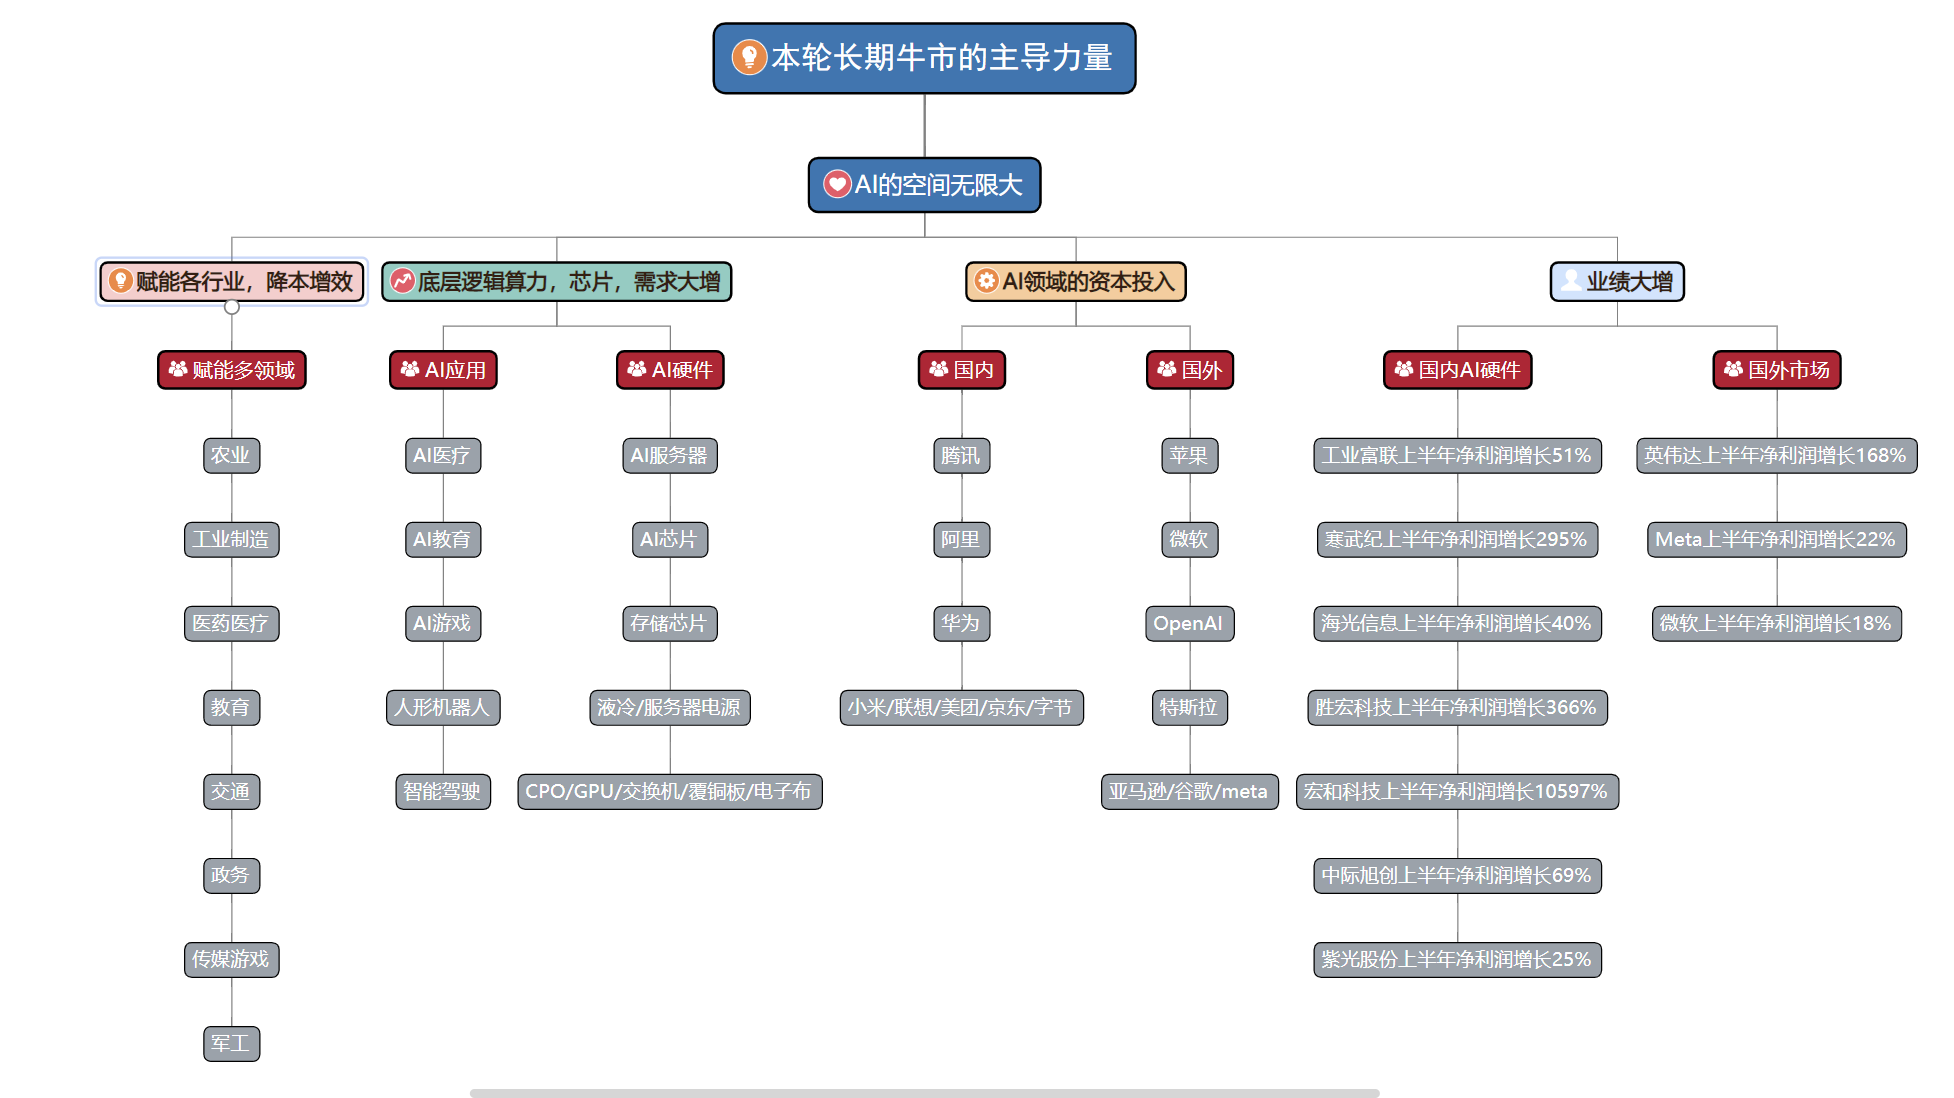 本轮长期牛市的主导力量
AI的空间无限大
赋能各行业，降本增效
底层逻辑算力，芯片，需求大增
AI领域的资本投入
业绩大增
赋能多领域
AI应用
AI硬件
国内
国外
国内AI硬件
国外市场
农业
AI医疗
AI服务器
腾讯
苹果
工业富联上半年净利润增长51%
英伟达上半年净利润增长168%
工业制造
AI教育
AI芯片
阿里
微软
寒武纪上半年净利润增长295%
Meta上半年净利润增长22%
医药医疗
AI游戏
存储芯片
华为
OpenAI
海光信息上半年净利润增长40%
微软上半年净利润增长18%
教育
人形机器人
液冷/服务器电源
小米/联想/美团/京东/字节
特斯拉
胜宏科技上半年净利润增长366%
交通
智能驾驶
CPO/GPU/交换机/覆铜板/电子布
亚马逊/谷歌/meta
宏和科技上半年净利润增长10597%
政务
中际旭创上半年净利润增长69%
传媒游戏
紫光股份上半年净利润增长25%
军工